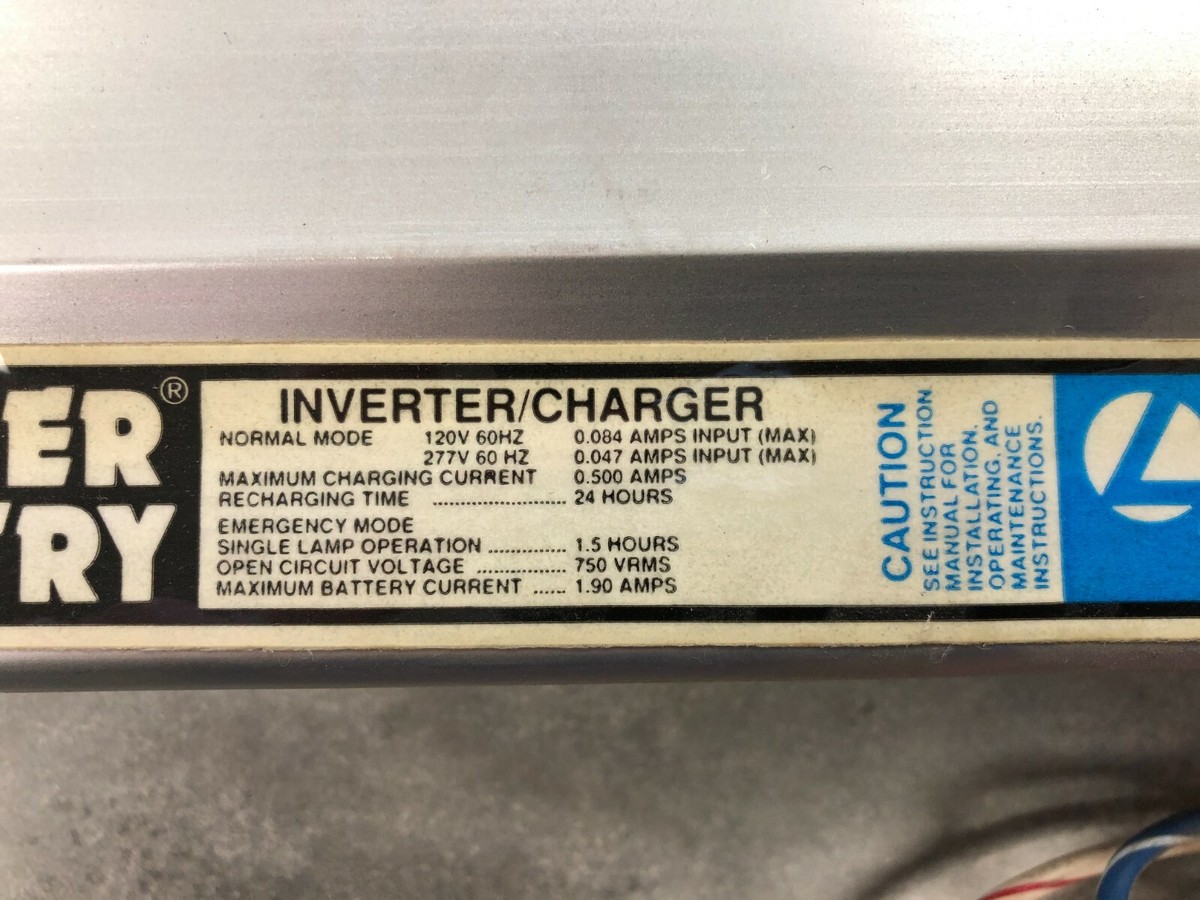 ER®
TRY
INVERTER/CHARGER
NORMAL MODE 120V 60HZ 0.084 AMPS INPUT (MAX)
277V 60 HZ 0.047 AMPS INPUT (MAX)
MAXIMUM CHARGING CURRENT 0.500 AMPS
RECHARGING TIME .................... 24 HOURS
EMERGENCY MODE
SINGLE LAMP OPERATION ............ 1.5 HOURS
OPEN CIRCUIT VOLTAGE .............. 750 VRMS
MAXIMUM BATTERY CURRENT ...... 1.90 AMPS
CAUTION
SEE INSTRUCTION
MANUAL FOR
INSTALLATION,
OPERATING, AND
MAINTENANCE
INSTRUCTIONS.